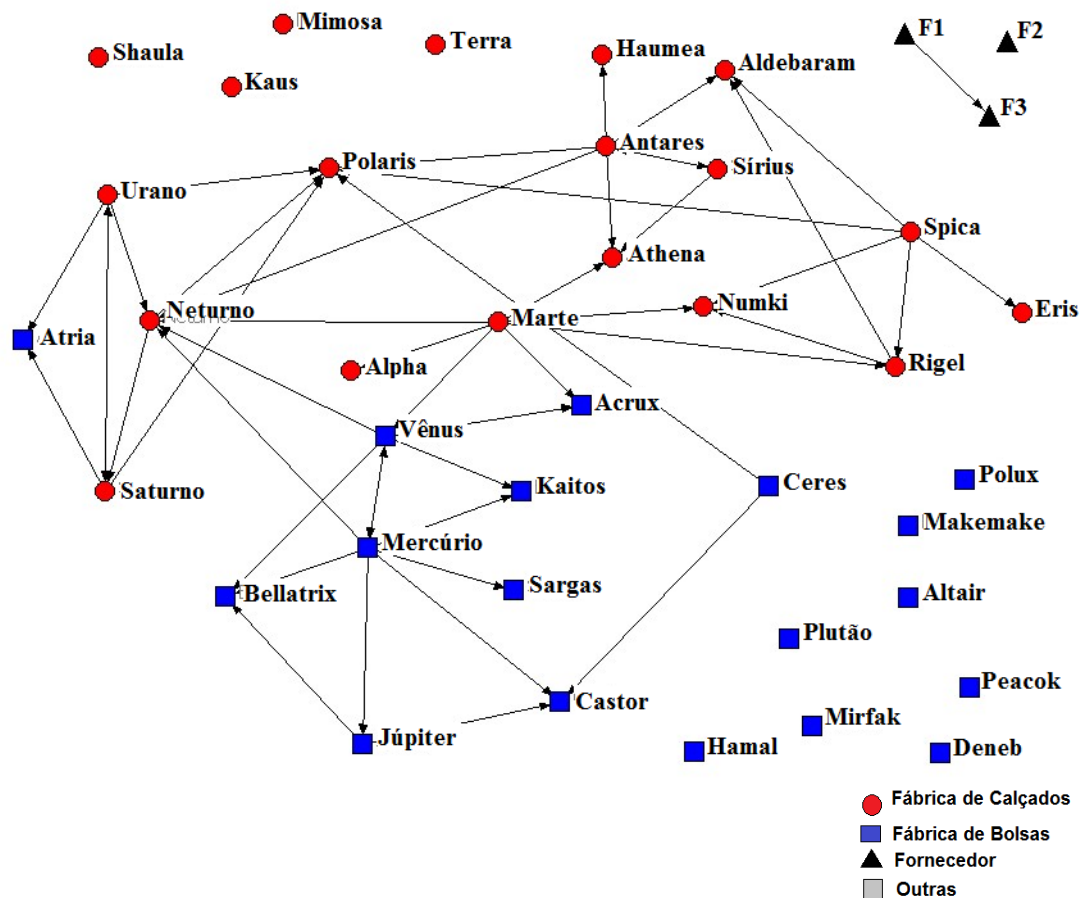 Mimosa
Shaula
Terra
Haumea
F1
F2
Kaus
Aldebaram
F3
Antares
Polaris
Sírius
Urano
Spica
Athena
Neturno
Numki
Eris
Marte
Atria
Alpha
Rigel
Acrux
Vênus
Saturno
Kaitos
Ceres
Polux
Makemake
Mercúrio
Sargas
Bellatrix
Altair
Plutão
Peacok
Castor
Mirfak
Júpiter
Hamal
Deneb
Fábrica de Calçados
Fábrica de Bolsas
Fornecedor
Outras